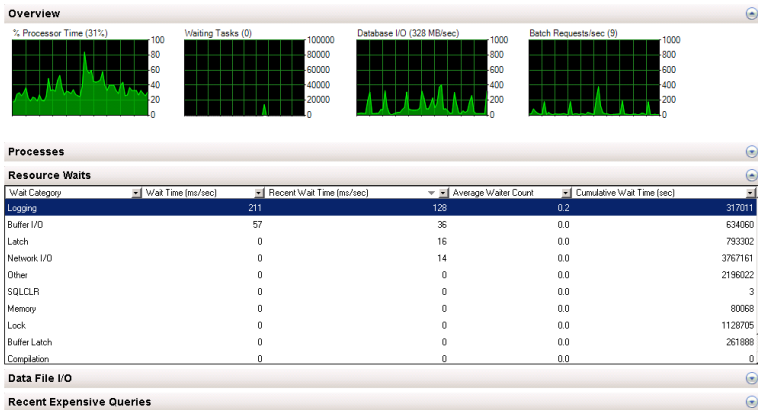 Overview
% Processor Time (31%)
100
80
60
40
20
0
Waiting Tasks (0)
100000
80000
60000
40000
20000
0
Database I/O (328 MB/sec)
1000
800
600
400
200
0
Batch Requests/sec (9)
1000
800
600
400
200
0
Processes
Resource Waits
Wait Category Wait Time (ms/sec) Recent Wait Time (ms/sec) Average Waiter Count Cumulative Wait Time (sec)
Logging 211 128 0.2 317011
Buffer I/O 57 36 0.0 634060
Latch 0 16 0.0 793302
Network I/O 0 14 0.0 3767161
Other 0 0 0.0 2196022
SQLCLR 0 0 0.0 3
Memory 0 0 0.0 80068
Lock 0 0 0.0 1128705
Buffer Latch 0 0 0.0 261888
Compilation 0 0 0.0 0
Data File I/O
Recent Expensive Queries